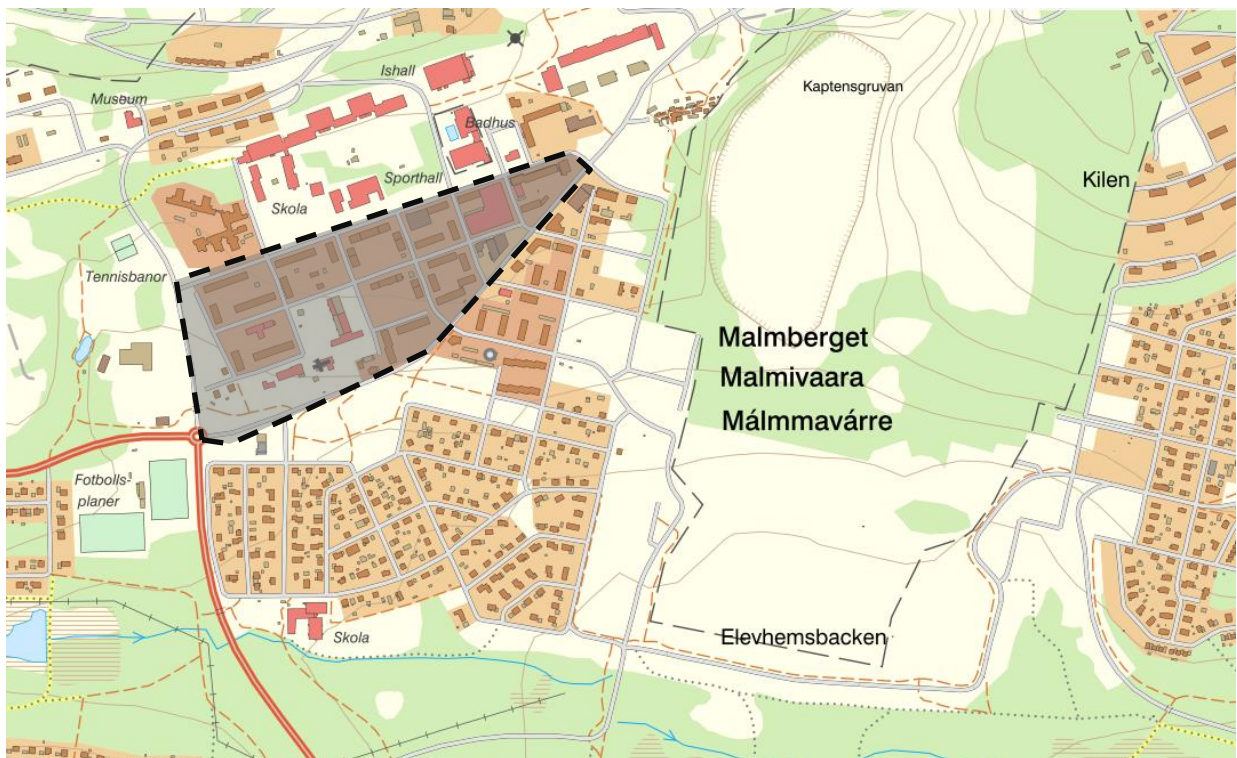 Ishall
Kaptensgruvan
Museum
Badhus
Sporthall
Kilen
Skola
Tennisbanor
Malmberget
Malmivaara
Málmmavárre
Fotbolls-
planer
Skola
Elevhemsbacken